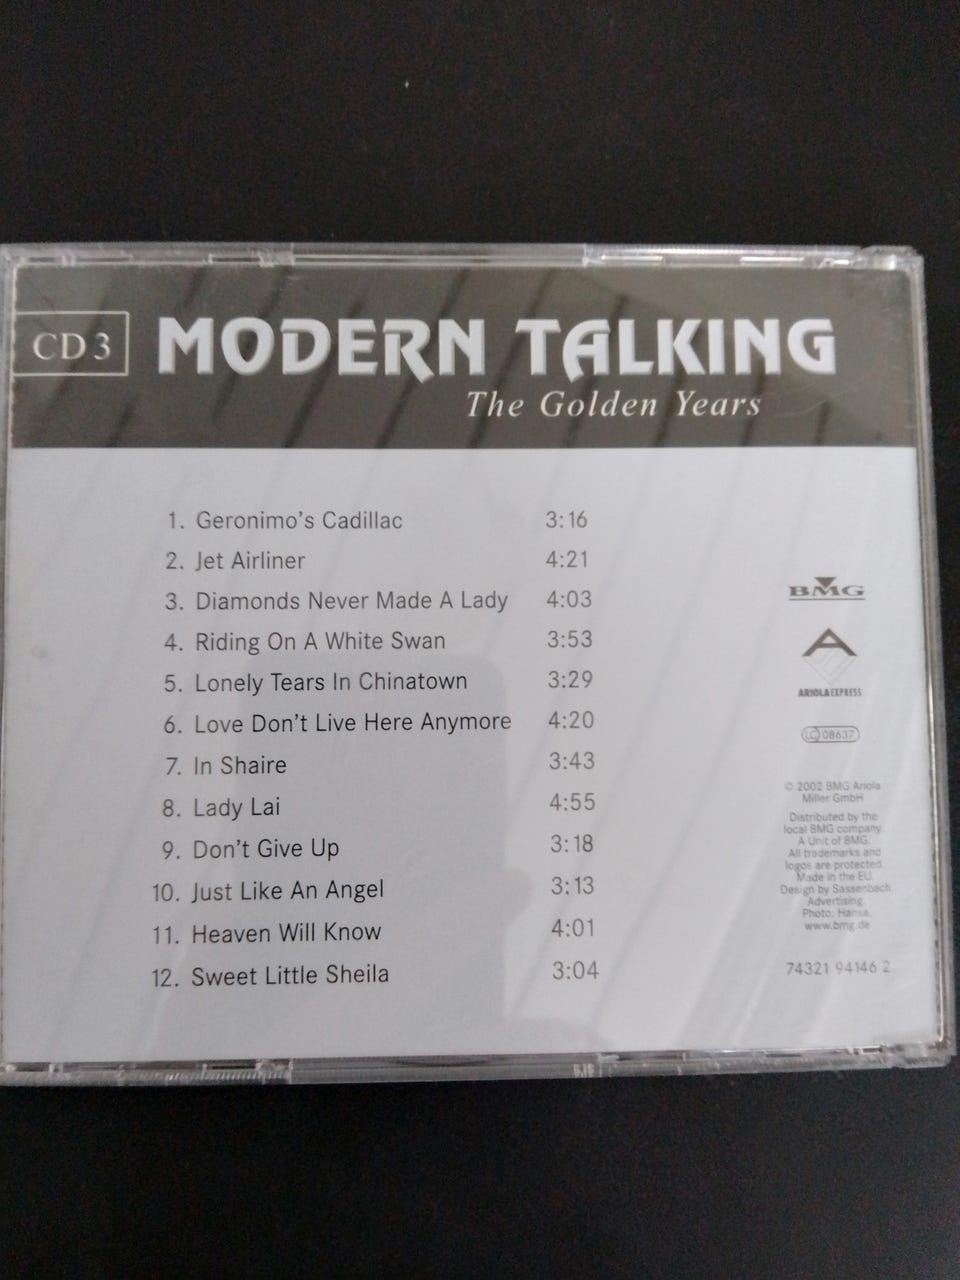 CD 3
MODERN TALKING
The Golden Years
1. Geronimo's Cadillac 3:16
2. Jet Airliner 4:21
3. Diamonds Never Made A Lady 4:03
4. Riding On A White Swan 3:53
5. Lonely Tears In Chinatown 3:29
6. Love Don't Live Here Anymore 4:20
7. In Shaire 3:43
8. Lady Lai 4:55
9. Don't Give Up 3:18
10. Just Like An Angel 3:13
11. Heaven Will Know 4:01
12. Sweet Little Sheila 3:04
BMG
ARIOLA EXPRESS
LC 08637
© 2002 BMG Ariola
Miller GmbH
Distributed by the
local BMG company.
A Unit of BMG.
All trademarks and
logos are protected.
Made in the EU.
Design by Sassenbach
Advertising.
Photo: Hansa.
www.bmg.de
74321 94146 2